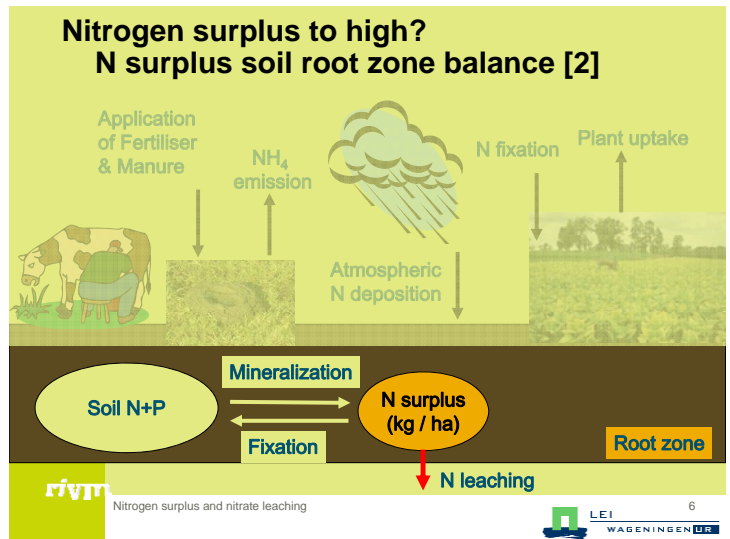 Nitrogen surplus to high?
N surplus soil root zone balance [2]
Application
of Fertiliser
& Manure
NH₄
emission
N fixation
Plant uptake
Atmospheric
N deposition
Mineralization
Soil N+P
N surplus
(kg / ha)
Fixation
Root zone
N leaching
rivm
Nitrogen surplus and nitrate leaching
6
LEI
WAGENINGEN UR